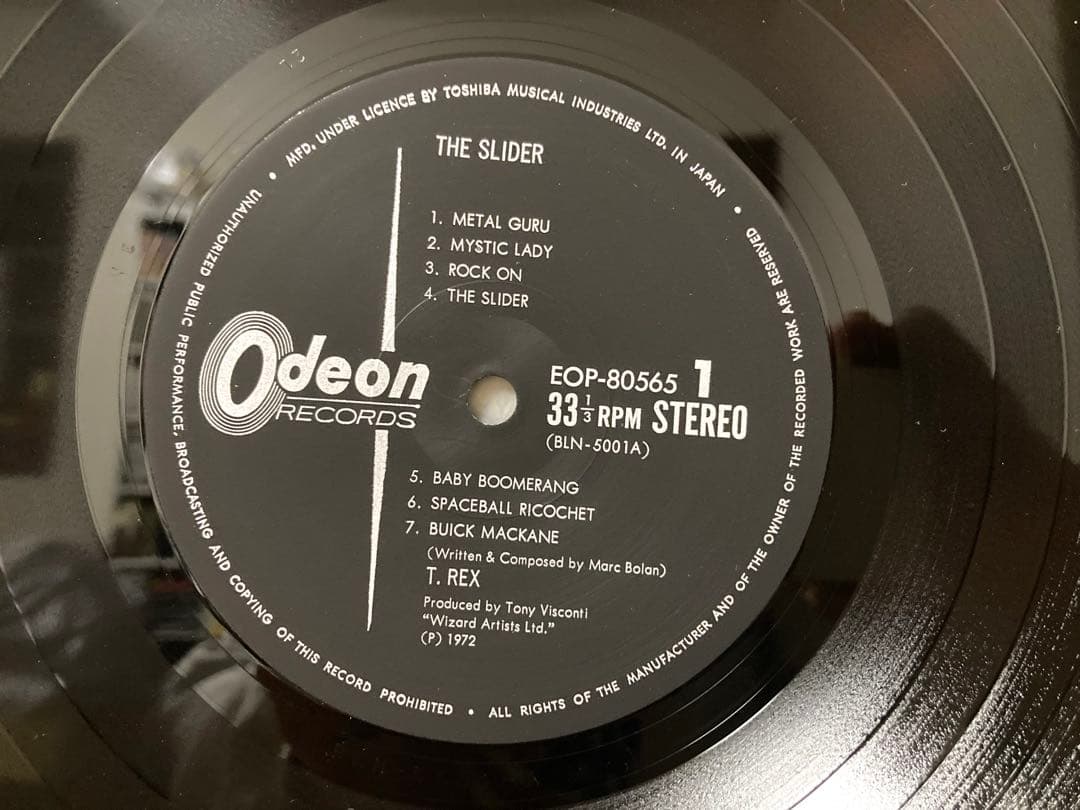 THE SLIDER
1. METAL GURU
2. MYSTIC LADY
3. ROCK ON
4. THE SLIDER
Odeon
RECORDS
EOP-80565 1
33 1/3 RPM STEREO
(BLN-5001A)
5. BABY BOOMERANG
6. SPACEBALL RICOCHET
7. BUICK MACKANE
(Written & Composed by Marc Bolan)
T. REX
Produced by Tony Visconti
"Wizard Artists Ltd."
(P) 1972
MFD. UNDER LICENCE BY TOSHIBA MUSICAL INDUSTRIES LTD. IN JAPAN •
ALL RIGHTS OF THE MANUFACTURER AND OF THE OWNER OF THE RECORDED WORK ARE RESERVED •
UNAUTHORIZED PUBLIC PERFORMANCE, BROADCASTING AND COPYING OF THIS RECORD PROHIBITED •